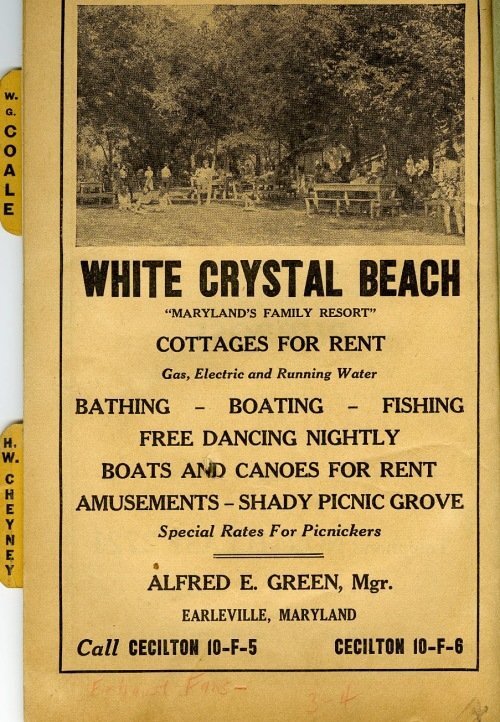 W. G. COALE
H. W. CHEYNEY
WHITE CRYSTAL BEACH
"MARYLAND'S FAMILY RESORT"
COTTAGES FOR RENT
Gas, Electric and Running Water
BATHING - BOATING - FISHING
FREE DANCING NIGHTLY
BOATS AND CANOES FOR RENT
AMUSEMENTS - SHADY PICNIC GROVE
Special Rates For Picnickers
ALFRED E. GREEN, Mgr.
EARLEVILLE, MARYLAND
Call CECILTON 10-F-5 CECILTON 10-F-6